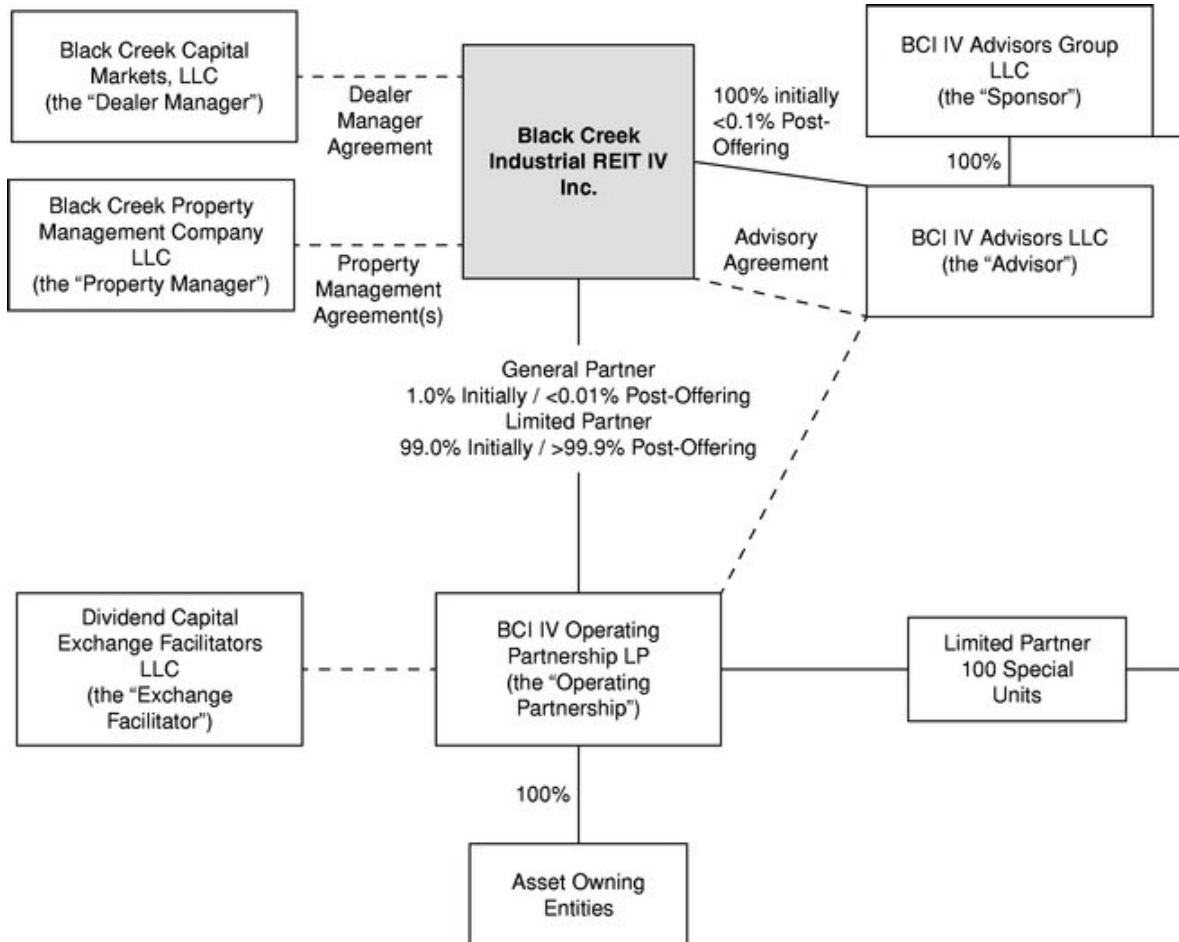 Black Creek Capital
Markets, LLC
(the “Dealer Manager”)
Dealer
Manager
Agreement
Black Creek
Industrial REIT IV
Inc.
100% initially
<0.1% Post-
Offering
BCI IV Advisors Group
LLC
(the “Sponsor”)
100%
Black Creek Property
Management Company
LLC
(the “Property Manager”)
Property
Management
Agreement(s)
Advisory
Agreement
BCI IV Advisors LLC
(the “Advisor”)
General Partner
1.0% Initially / <0.01% Post-Offering
Limited Partner
99.0% Initially / >99.9% Post-Offering
Dividend Capital
Exchange Facilitators
LLC
(the “Exchange
Facilitator”)
BCI IV Operating
Partnership LP
(the “Operating
Partnership”)
Limited Partner
100 Special
Units
100%
Asset Owning
Entities